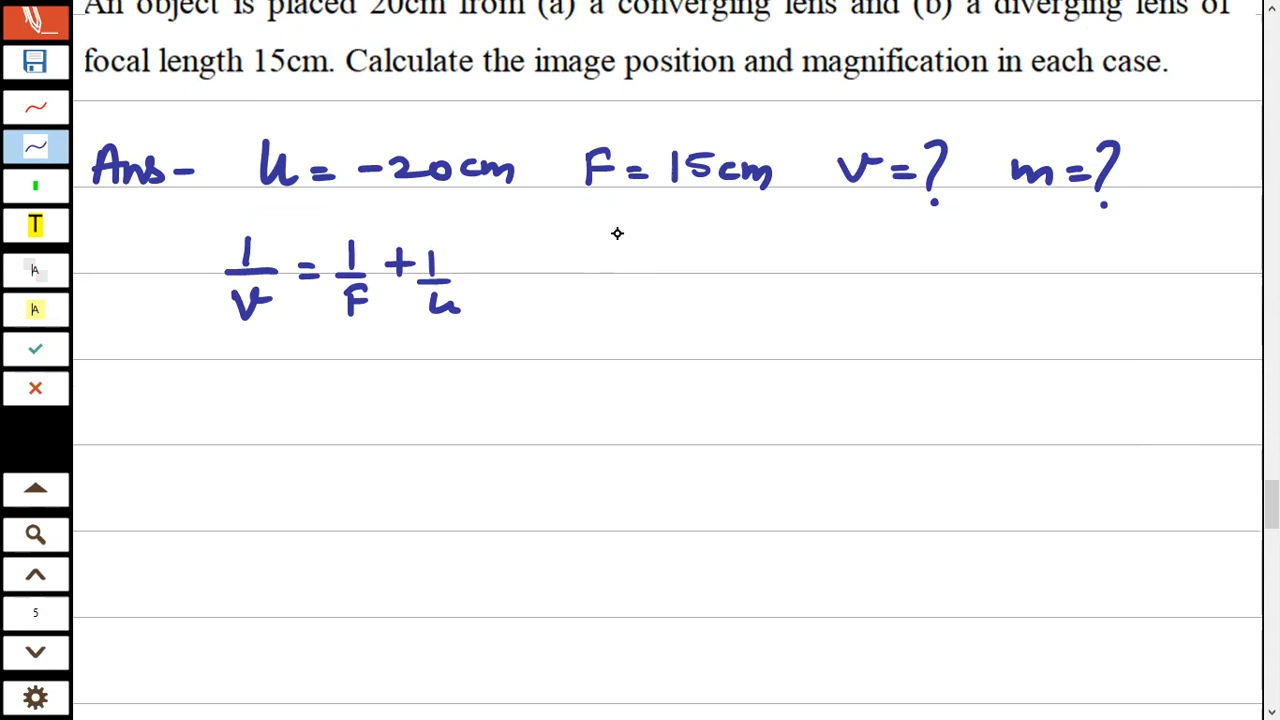 An object is placed 20cm from (a) a converging lens and (b) a diverging lens of
focal length 15cm. Calculate the image position and magnification in each case.
Ans- u = -20cm F = 15cm v = ? m = ?
1/v = 1/F + 1/u
T
A
A
5